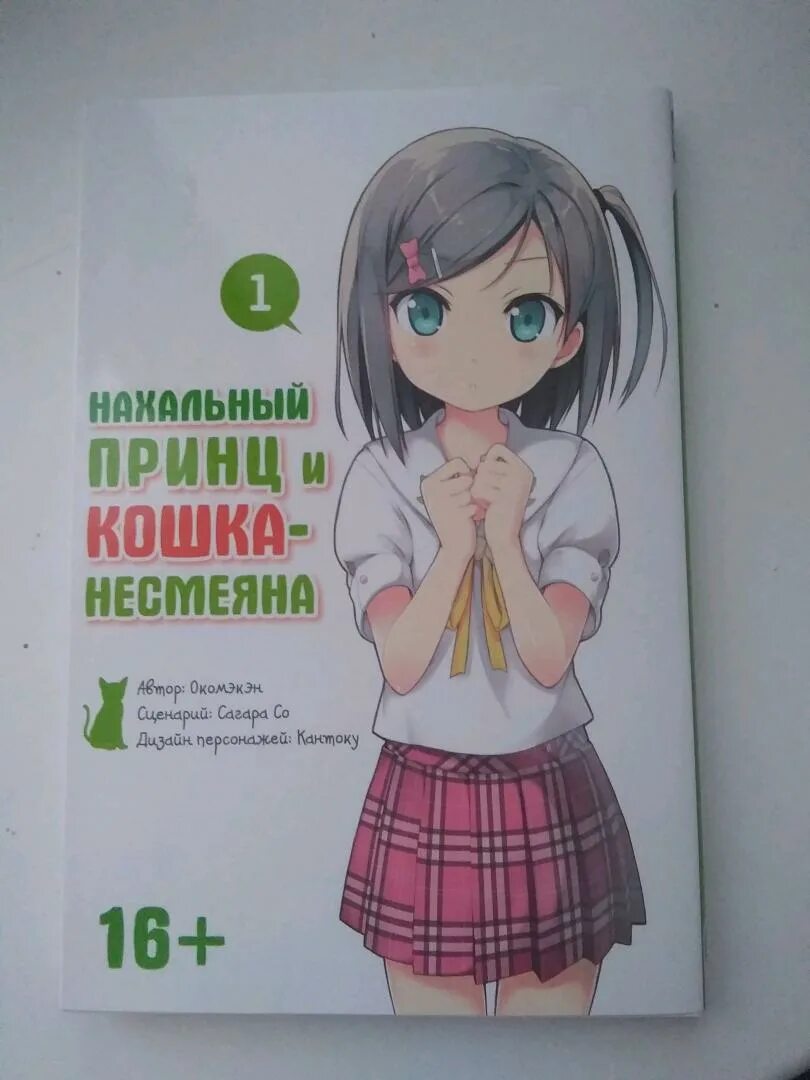 1
НАХАЛЬНЫЙ
ПРИНЦ И
КОШКА-
НЕСМЕЯНА
Автор: Окомэкэн
Сценарий: Сагара Со
Дизайн персонажей: Кантоку
16+